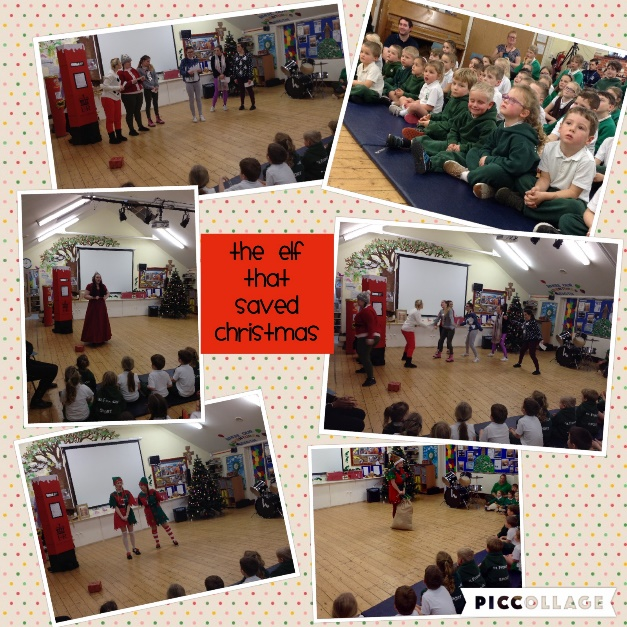 the elf
that
saved
christmas
PICCOLLAGE